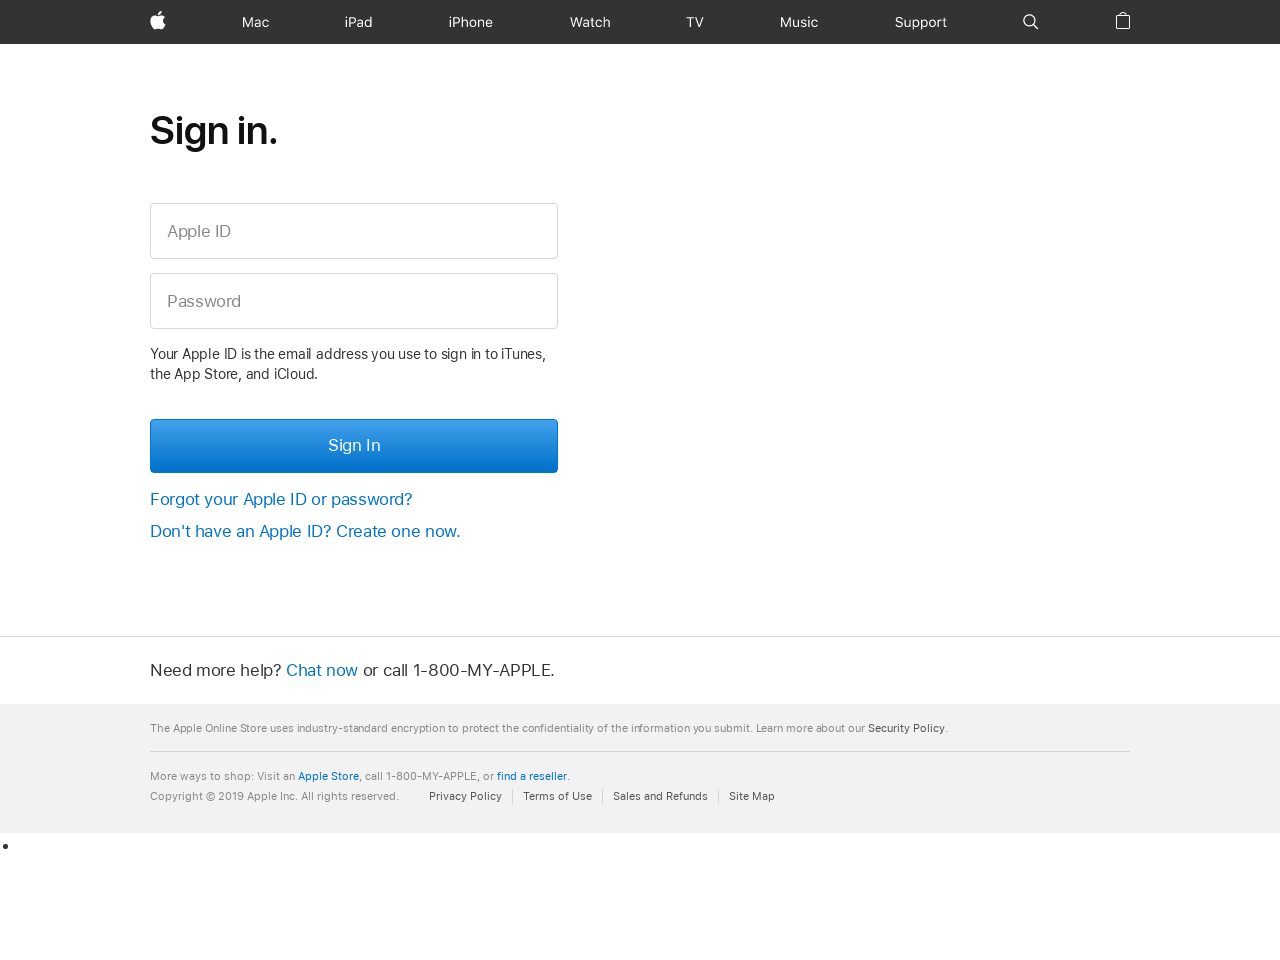 Mac iPad iPhone Watch TV Music Support
Sign in.
Apple ID
Password
Your Apple ID is the email address you use to sign in to iTunes,
the App Store, and iCloud.
Sign In
Forgot your Apple ID or password?
Don't have an Apple ID? Create one now.
Need more help? Chat now or call 1-800-MY-APPLE.
The Apple Online Store uses industry-standard encryption to protect the confidentiality of the information you submit. Learn more about our Security Policy.
More ways to shop: Visit an Apple Store, call 1-800-MY-APPLE, or find a reseller.
Copyright © 2019 Apple Inc. All rights reserved. Privacy Policy Terms of Use Sales and Refunds Site Map